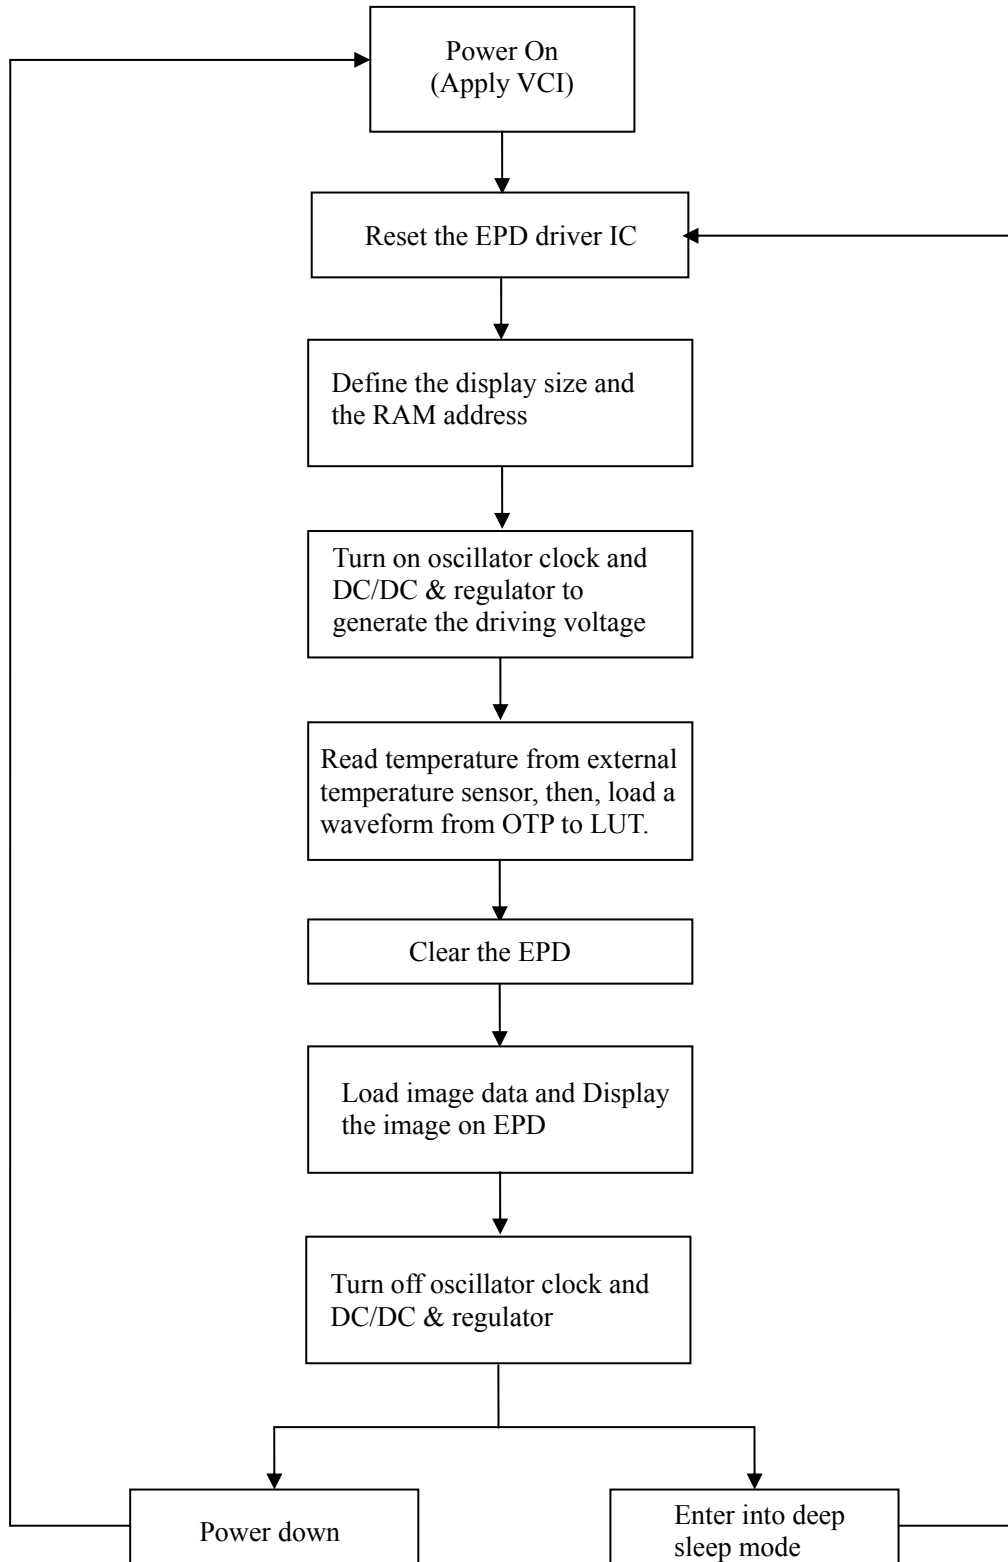 Power On
(Apply VCI)
Reset the EPD driver IC
Define the display size and
the RAM address
Turn on oscillator clock and
DC/DC & regulator to
generate the driving voltage
Read temperature from external
temperature sensor, then, load a
waveform from OTP to LUT.
Clear the EPD
Load image data and Display
the image on EPD
Turn off oscillator clock and
DC/DC & regulator
Power down
Enter into deep
sleep mode